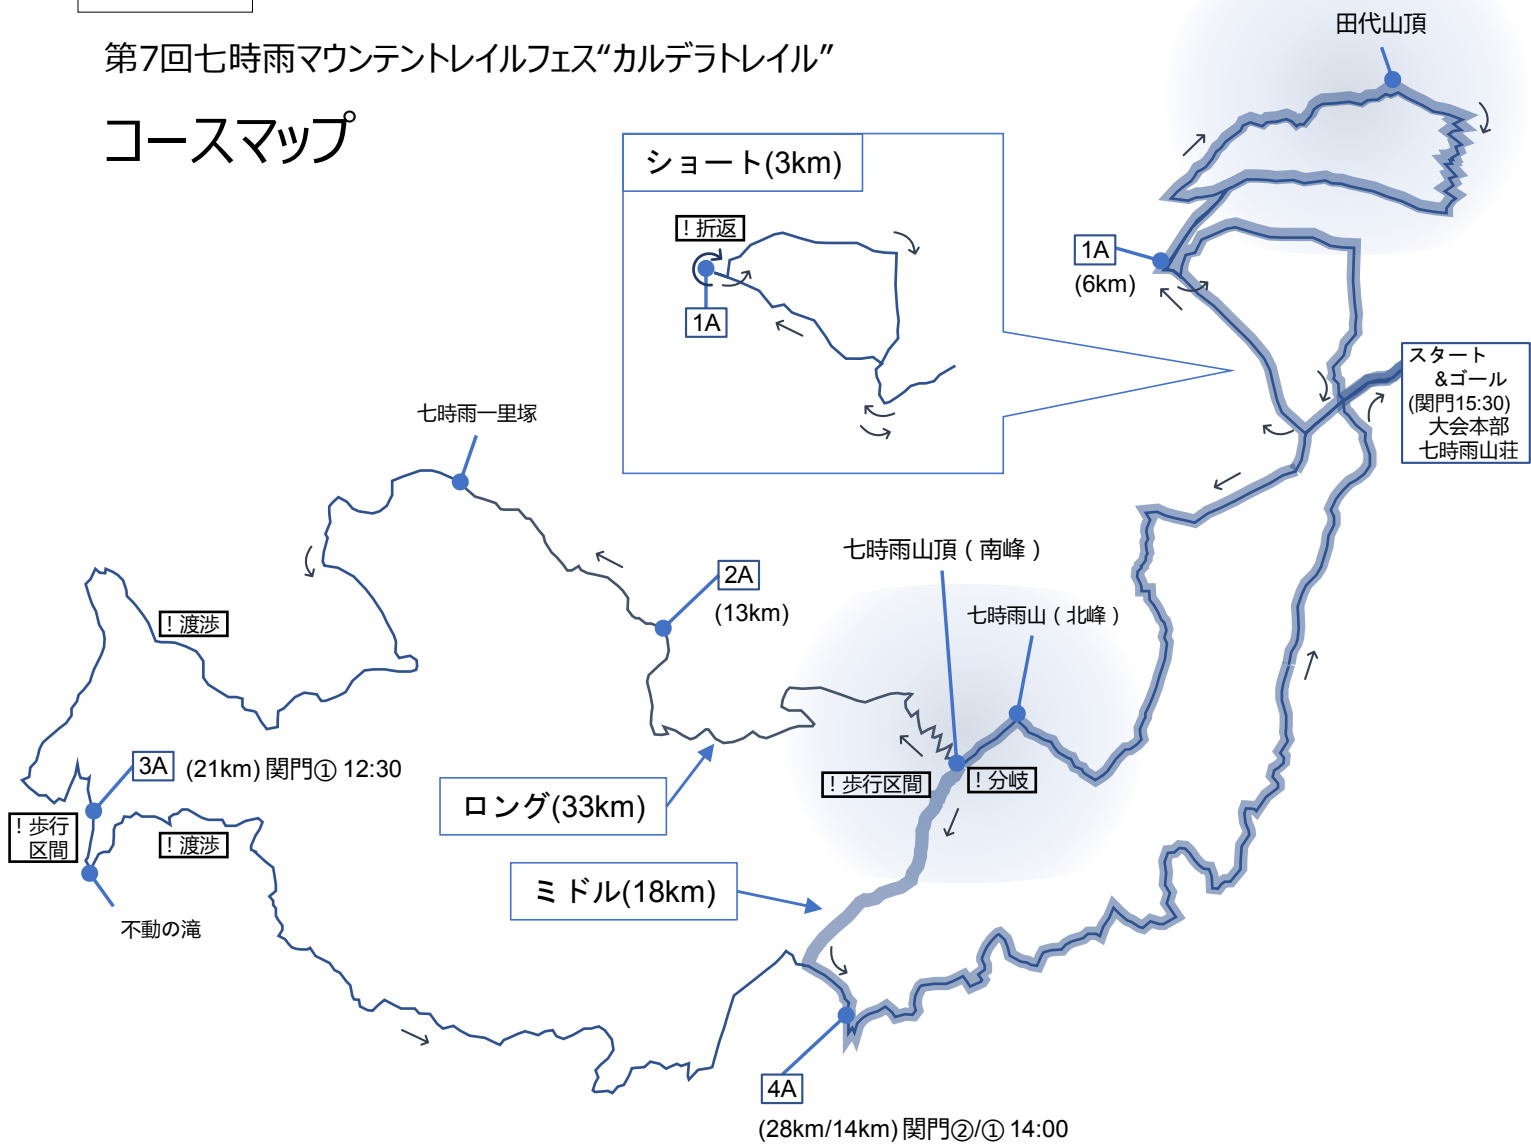 第7回七時雨マウンテントレイルフェス“カルデラトレイル”
コースマップ
田代山頂
ショート(3km)
!折返
1A
1A
(6km)
スタート
&ゴール
(関門15:30)
大会本部
七時雨山荘
七時雨一里塚
2A
(13km)
七時雨山頂(南峰)
七時雨山(北峰)
!渡渉
3A
(21km) 関門① 12:30
!歩行
区間
!渡渉
不動の滝
ロング(33km)
!歩行区間
!分岐
ミドル(18km)
4A
(28km/14km) 関門②/① 14:00